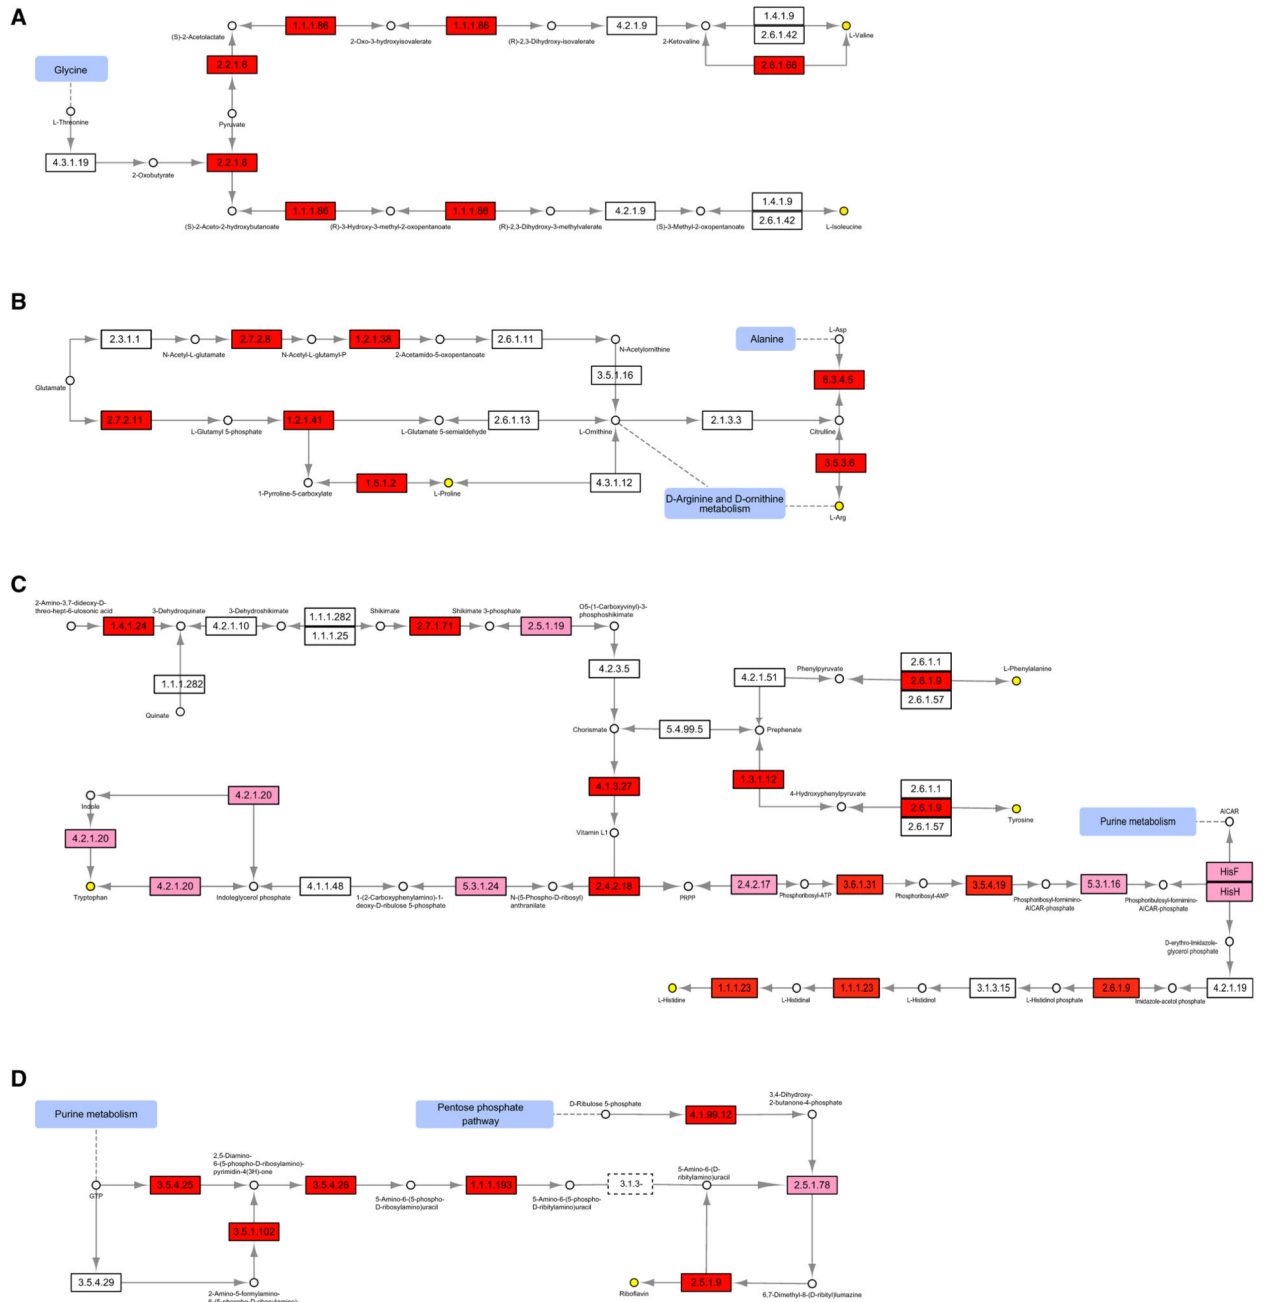 A
(S)-2-Acetolactate
1.1.1.86
2-Oxo-3-hydroxyisovalerate
1.1.1.86
(R)-2,3-Dihydroxy-isovalerate
4.2.1.9
2-Ketovaline
1.4.1.9
2.6.1.42
L-Valine
2.6.1.66
Glycine
2.2.1.6
L-Threonine
Pyruvate
4.3.1.19
2-Oxobutyrate
2.2.1.6
(S)-2-Aceto-2-hydroxybutanoate
1.1.1.86
(R)-3-Hydroxy-3-methyl-2-oxopentanoate
1.1.1.86
(R)-2,3-Dihydroxy-3-methylvalerate
4.2.1.9
(S)-3-Methyl-2-oxopentanoate
1.4.1.9
2.6.1.42
L-Isoleucine
B
2.3.1.1
N-Acetyl-L-glutamate
2.7.2.8
N-Acetyl-L-glutamyl-P
1.2.1.38
2-Acetamido-5-oxopentanoate
2.6.1.11
N-Acetylornithine
Alanine
L-Asp
3.5.1.16
6.3.4.5
Glutamate
2.7.2.11
L-Glutamyl 5-phosphate
1.2.1.41
L-Glutamate 5-semialdehyde
2.6.1.13
L-Ornithine
2.1.3.3
Citrulline
3.5.3.6
1-Pyrroline-5-carboxylate
1.5.1.2
L-Proline
4.3.1.12
D-Arginine and D-ornithine
metabolism
L-Arg
C
2-Amino-3,7-dideoxy-D-
threo-hept-6-ulosonic acid
1.4.1.24
3-Dehydroquinate
4.2.1.10
3-Dehydroshikimate
1.1.1.282
1.1.1.25
Shikimate
2.7.1.71
Shikimate 3-phosphate
2.5.1.19
O5-(1-Carboxyvinyl)-3-
phosphoshikimate
1.1.1.282
Quinate
4.2.3.5
Chorismate
5.4.99.5
Prephenate
4.2.1.51
Phenylpyruvate
2.6.1.1
2.6.1.9
2.6.1.57
L-Phenylatanine
4.1.3.27
1.3.1.12
4-Hydroxyphenylpyruvate
2.6.1.1
2.6.1.9
2.6.1.57
Tyrosine
Indole
4.2.1.20
4.2.1.20
Vitamin L1
Purine metabolism
AICAR
Tryptophan
4.2.1.20
Indoleglycerol phosphate
4.1.1.48
1-(2-Carboxyphenylamino)-1-
deoxy-D-ribulose 5-phosphate
5.3.1.24
N-(5-Phospho-D-ribosyl)
anthranilate
2.4.2.18
PRPP
2.4.2.17
Phosphoribosyl-ATP
3.6.1.31
Phosphoribosyl-AMP
3.5.4.19
Phosphoribosyl-formimino-
AICAR-phosphate
5.3.1.16
Phosphoribulosyl-formimino-
AICAR-phosphate
HisF
HisH
D-erythro-Imidazole-
glycerol phosphate
L-Histidine
1.1.1.23
L-Histidinal
1.1.1.23
L-Histidinol
3.1.3.15
L-Histidinol phosphate
2.6.1.9
Imidazole-acetol phosphate
4.2.1.19
D
Purine metabolism
Pentose phosphate
pathway
D-Ribulose 5-phosphate
4.1.99.12
3,4-Dihydroxy-
2-butanone-4-phosphate
GTP
3.5.4.25
2,5-Diamino-
6-(5-phospho-D-ribosylamino)-
pyrimidin-4(3H)-one
3.5.4.26
5-Amino-6-(5-phospho-
D-ribosylamino)uracil
1.1.1.193
5-Amino-6-(5-phospho-
D-ribitylamino)uracil
3.1.3-
5-Amino-6-(D-
ribitylamino)uracil
2.5.1.78
3.5.1.102
3.5.4.29
2-Amino-5-formylamino-
6-(5-phospho-D-ribosylamino)-
Riboflavin
2.5.1.9
6,7-Dimethyl-8-(D-ribityl)lumazine